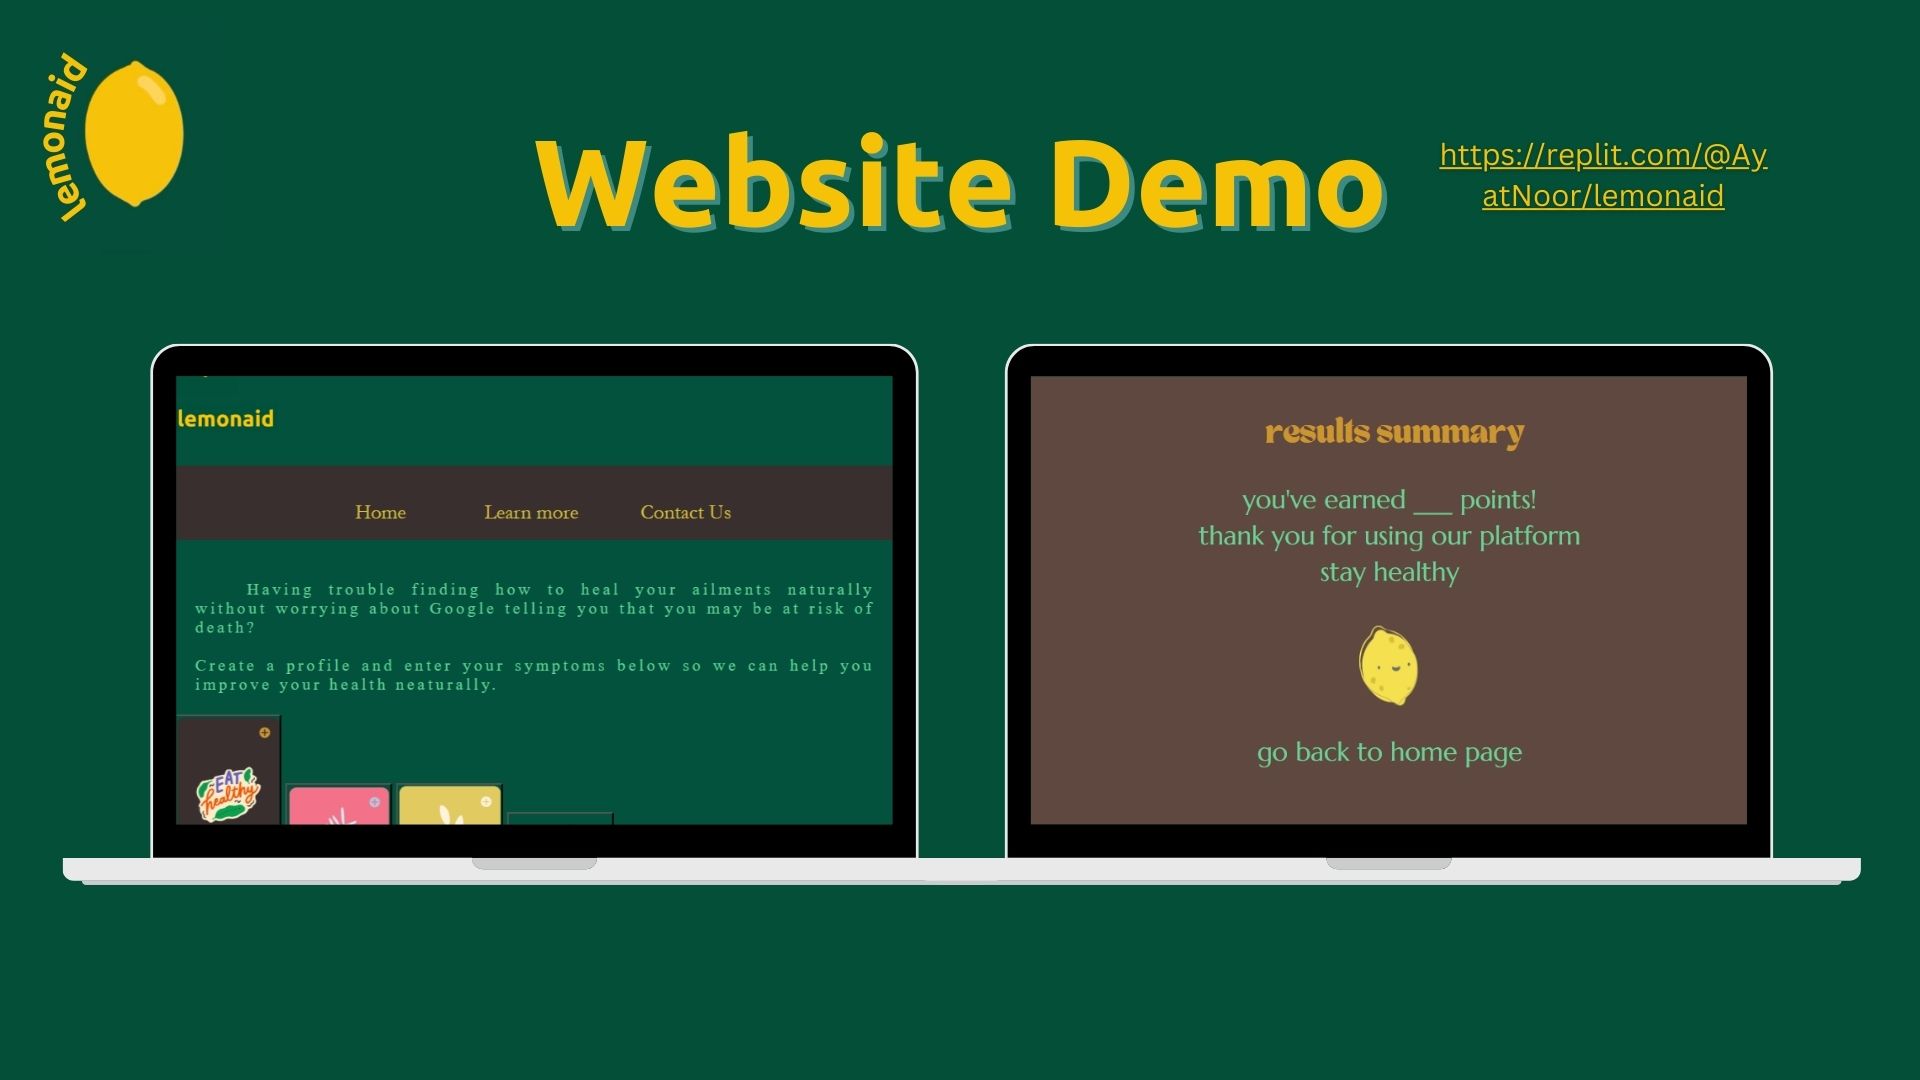 lemonaid
Website Demo
https://replit.com/@Ay
atNoor/lemonaid
lemonaid
Home Learn more Contact Us
Having trouble finding how to heal your ailments naturally
without worrying about Google telling you that you may be at risk of
death?
Create a profile and enter your symptoms below so we can help you
improve your health neaturally.
EAT
healthy
results summary
you've earned ___ points!
thank you for using our platform
stay healthy
go back to home page